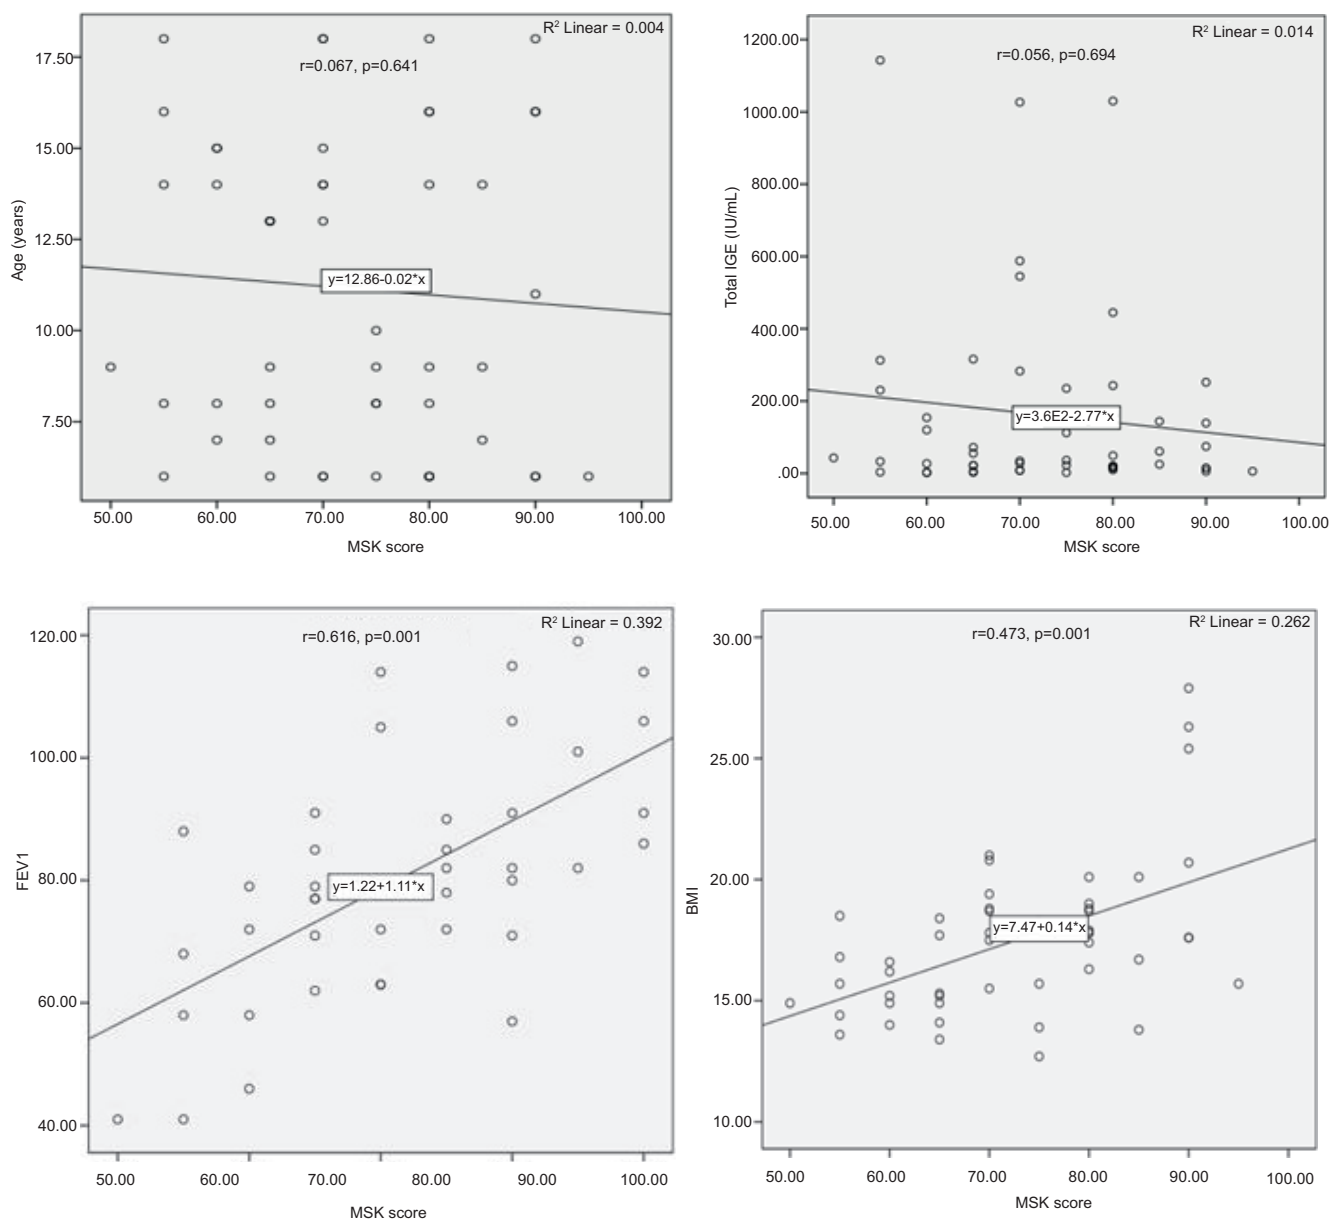 R² Linear = 0.004
r=0.067, p=0.641
17.50
15.00
12.50
10.00
7.50
Age (years)
y=12.86-0.02*x
50.00 60.00 70.00 80.00 90.00 100.00
MSK score
R² Linear = 0.014
r=0.056, p=0.694
1200.00
1000.00
800.00
600.00
400.00
200.00
.00
Total IGE (IU/mL)
y=3.6E2-2.77*x
50.00 60.00 70.00 80.00 90.00 100.00
MSK score
R² Linear = 0.392
r=0.616, p=0.001
120.00
100.00
80.00
60.00
40.00
FEV1
y=1.22+1.11*x
50.00 60.00 70.00 80.00 90.00 100.00
MSK score
R² Linear = 0.262
r=0.473, p=0.001
30.00
25.00
20.00
15.00
10.00
BMI
y=7.47+0.14*x
50.00 60.00 70.00 80.00 90.00 100.00
MSK score